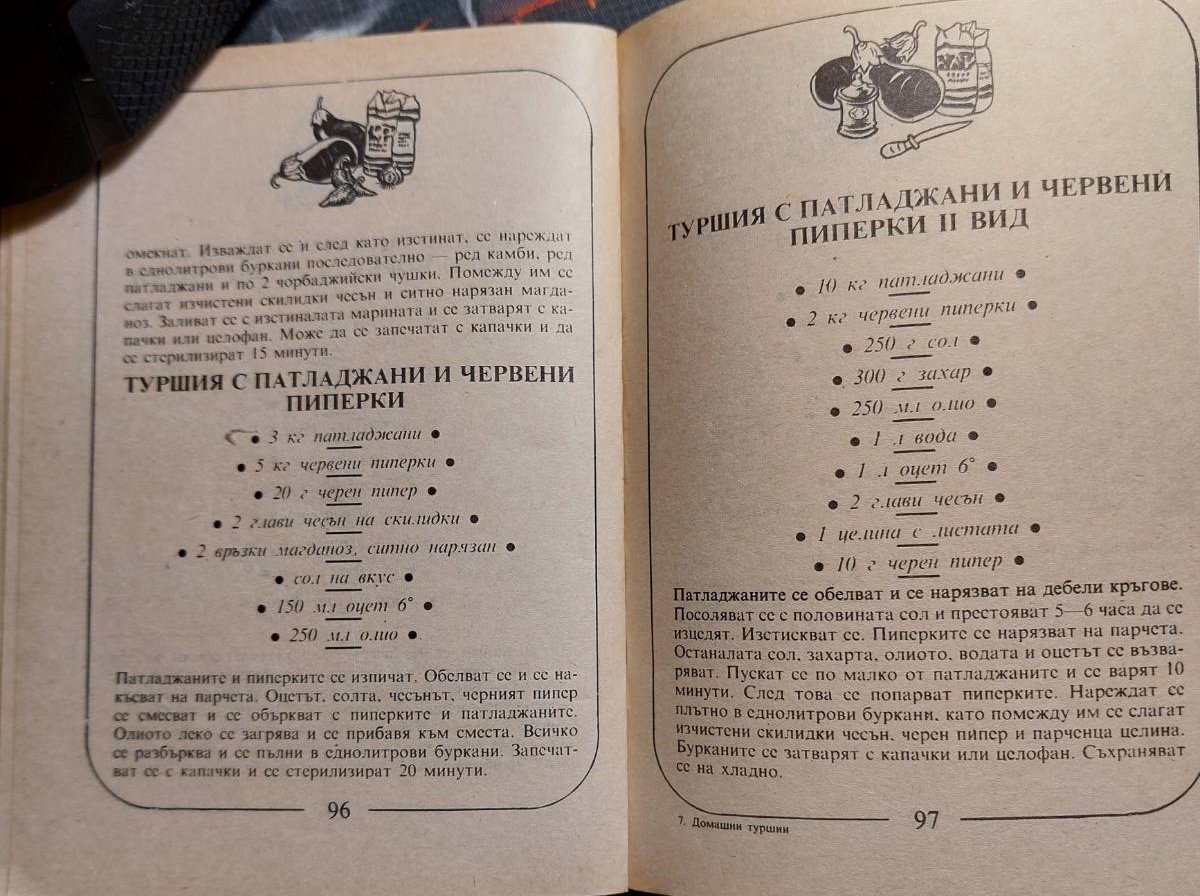 омекнат. Изваждат се и след като изстинат, се нареждат
в еднолитрови буркани последователно — ред камби, ред
патладжани и по 2 чорбаджийски чушки. Помежду им се
слагат изчистени скилидки чесън и ситно нарязан магда-
ноз. Заливат се с изстиналата марината и се затварят с ка-
пачки или целофан. Може да се запечатат с капачки и да
се стерилизират 15 минути.
ТУРШИЯ С ПАТЛАДЖАНИ И ЧЕРВЕНИ
ПИПЕРКИ
• 3 кг патладжани •
• 5 кг червени пиперки •
• 20 г черен пипер •
• 2 глави чесън на скилидки •
• 2 връзки магданоз, ситно нарязан •
• сол на вкус •
• 150 мл оцет 6° •
• 250 мл олио •
Патладжаните и пиперките се изпичат. Обелват се и се на-
късват на парчета. Оцетът, солта, чесънът, черният пипер
се смесват и се объркват с пиперките и патладжаните.
Олиото леко се загрява и се прибавя към сместа. Всичко
се разбърква и се пълни в еднолитрови буркани. Запечат-
ват се с капачки и се стерилизират 20 минути.
96
ТУРШИЯ С ПАТЛАДЖАНИ И ЧЕРВЕНИ
ПИПЕРКИ II ВИД
• 10 кг патладжани •
• 2 кг червени пиперки •
• 250 г сол •
• 300 г захар •
• 250 мл олио •
• 1 л вода •
• 1 л оцет 6° •
• 2 глави чесън •
• 1 целина с листата •
• 10 г черен пипер •
Патладжаните се обелват и се нарязват на дебели кръгове.
Посоляват се с половината сол и престояват 5—6 часа да се
изцедят. Изстискват се. Пиперките се нарязват на парчета.
Останалата сол, захарта, олиото, водата и оцетът се възва-
ряват. Пускат се по малко от патладжаните и се варят 10
минути. След това се попарват пиперките. Нареждат се
плътно в еднолитрови буркани, като помежду им се слагат
изчистени скилидки чесън, черен пипер и парченца целина.
Бурканите се затварят с капачки или целофан. Съхраняват
се на хладно.
7. Домашни туршии
97